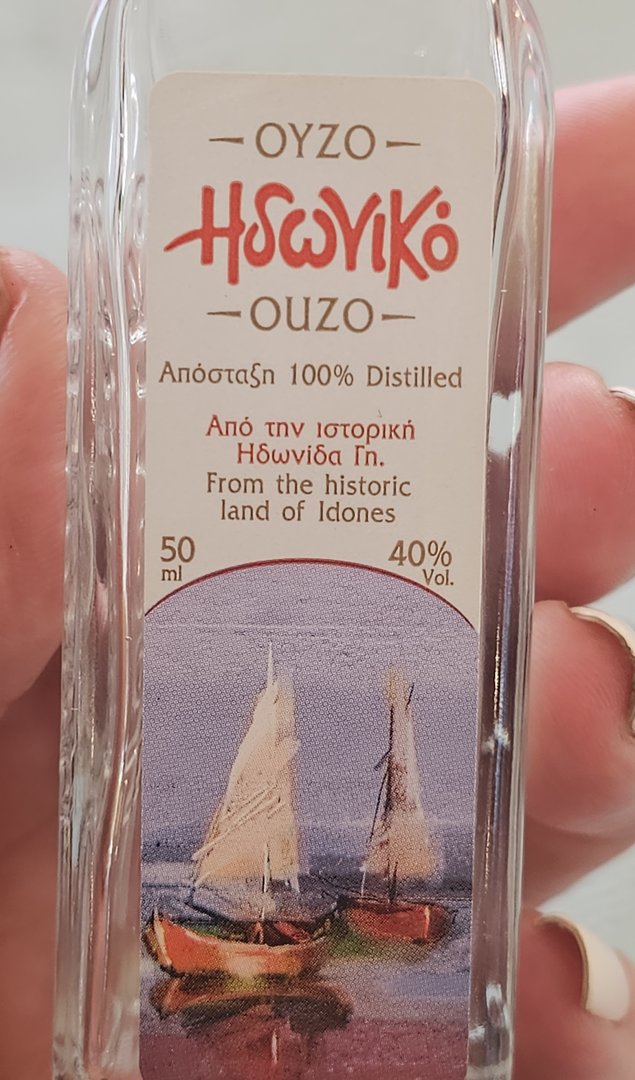 ΟΥΖΟ
Ηδωνικό
OUZO
Απόσταξη 100% Distilled
Από την ιστορική
Ηδωνίδα Γη.
From the historic
land of Idones
50 ml
40% Vol.